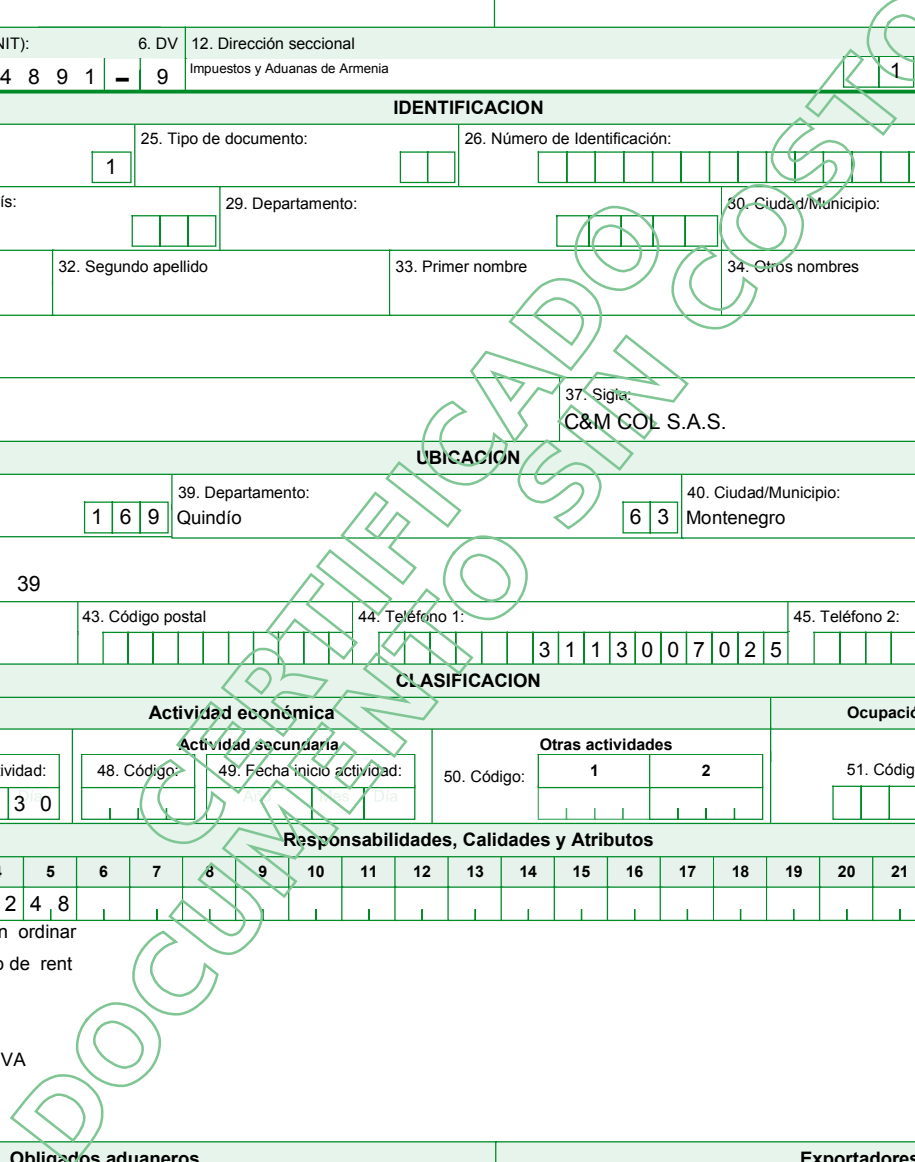 NIT): 6. DV 12. Dirección seccional
4 8 9 1 - 9 Impuestos y Aduanas de Armenia 1
IDENTIFICACION
25. Tipo de documento: 26. Número de Identificación:
1
ís: 29. Departamento: 30. Ciudad/Municipio:
32. Segundo apellido 33. Primer nombre 34. Otros nombres
37. Sigla:
C&M COL S.A.S.
UBICACION
39. Departamento: 40. Ciudad/Municipio:
1 6 9 Quindío 6 3 Montenegro
39
43. Código postal 44. Teléfono 1: 45. Teléfono 2:
3 1 1 3 0 0 7 0 2 5
CLASIFICACION
Actividad económica Ocupació
Actividad secundaria Otras actividades
ividad: 48. Código: 49. Fecha inicio actividad: 50. Código: 1 2 51. Códig
3 0 Año Mes Día
Responsabilidades, Calidades y Atributos
5 6 7 8 9 10 11 12 13 14 15 16 17 18 19 20 21
2 4 8
n ordinar
o de rent
VA
Obligados aduaneros Exportadores
CERTIFICADO
DOCUMENTO SIN COSTO